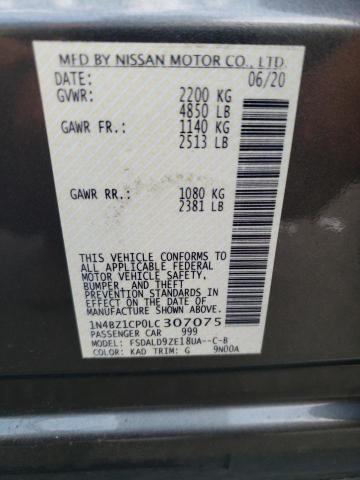 MFD BY NISSAN MOTOR CO., LTD.
DATE: 06/20
GVWR: 2200 KG
4850 LB
GAWR FR.: 1140 KG
2513 LB
GAWR RR.: 1080 KG
2381 LB
THIS VEHICLE CONFORMS TO ALL
APPLICABLE FEDERAL
MOTOR VEHICLE SAFETY,
BUMPER, AND THEFT
PREVENTION STANDARDS
IN EFFECT ON THE DATE
OF MANUFACTURE SHOWN ABOVE.
1N4BZ1CP0LC 307075
PASSENGER CAR 999
MODEL: FSDALD9ZE18UA--C-B
COLOR: KAD TRIM: G 9N00A